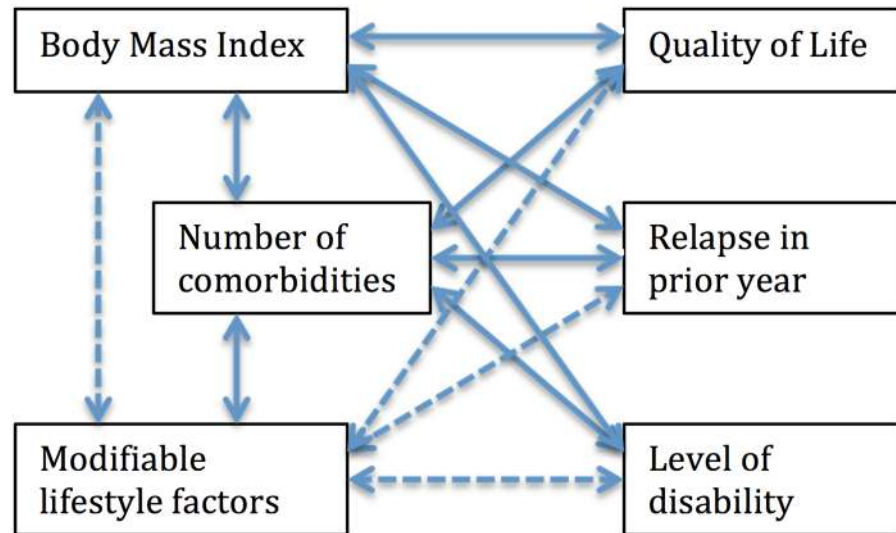 Body Mass Index
Quality of Life
Number of
comorbidities
Relapse in
prior year
Modifiable
lifestyle factors
Level of
disability